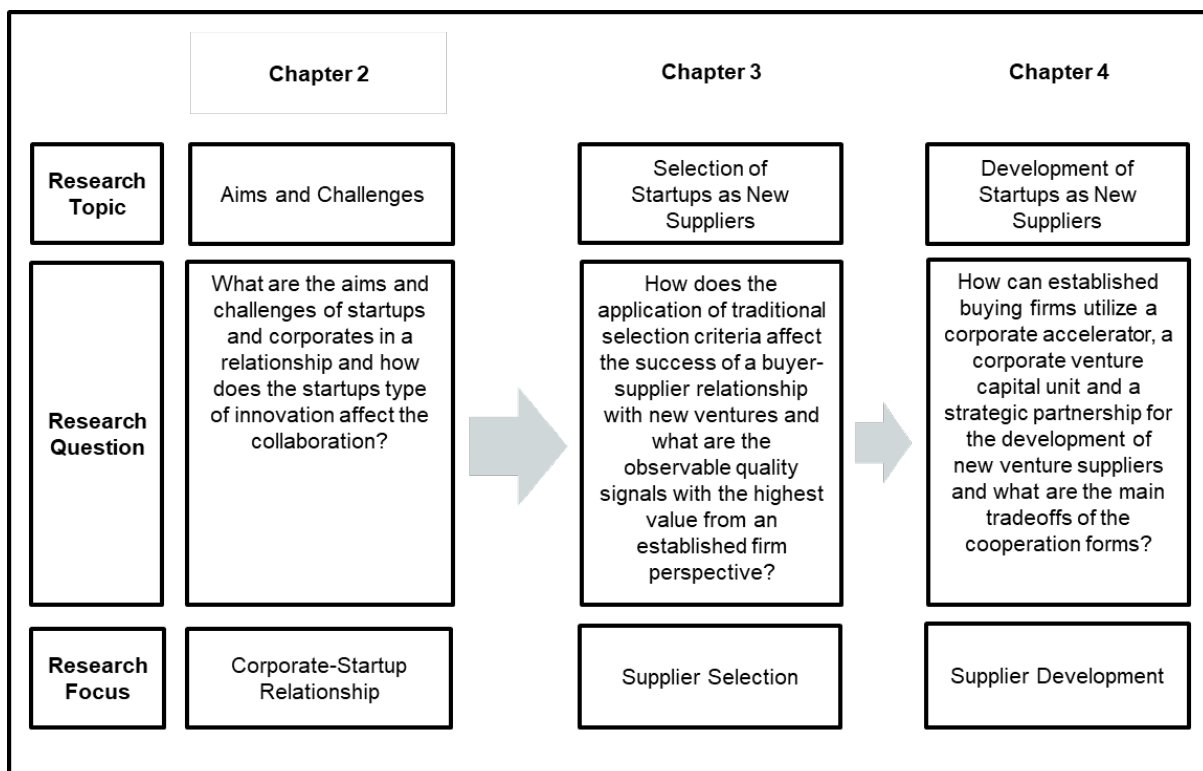 Chapter 2
Chapter 3
Chapter 4
Research
Topic
Aims and Challenges
Selection of
Startups as New
Suppliers
Development of
Startups as New
Suppliers
Research
Question
What are the aims and
challenges of startups
and corporates in a
relationship and how
does the startups type
of innovation affect the
collaboration?
How does the
application of traditional
selection criteria affect
the success of a buyer-
supplier relationship
with new ventures and
what are the
observable quality
signals with the highest
value from an
established firm
perspective?
How can established
buying firms utilize a
corporate accelerator, a
corporate venture
capital unit and a
strategic partnership for
the development of
new venture suppliers
and what are the main
tradeoffs of the
cooperation forms?
Research
Focus
Corporate-Startup
Relationship
Supplier Selection
Supplier Development